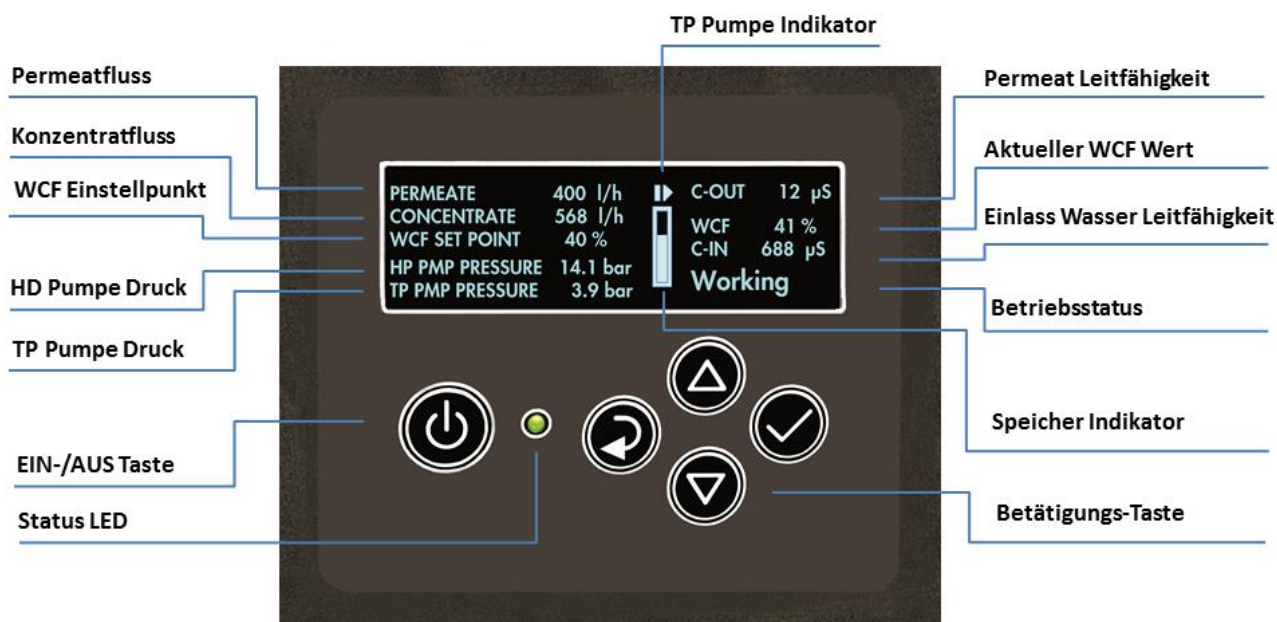 TP Pumpe Indikator
Permeatfluss
Konzentratfluss
WCF Einstellpunkt
HD Pumpe Druck
TP Pumpe Druck
EIN-/AUS Taste
Status LED
PERMEATE 400 l/h
CONCENTRATE 568 l/h
WCF SET POINT 40 %
HP PMP PRESSURE 14.1 bar
TP PMP PRESSURE 3.9 bar
C-OUT 12 µS
WCF 41 %
C-IN 688 µS
Working
Permeat Leitfähigkeit
Aktueller WCF Wert
Einlass Wasser Leitfähigkeit
Betriebsstatus
Speicher Indikator
Betätigungs-Taste